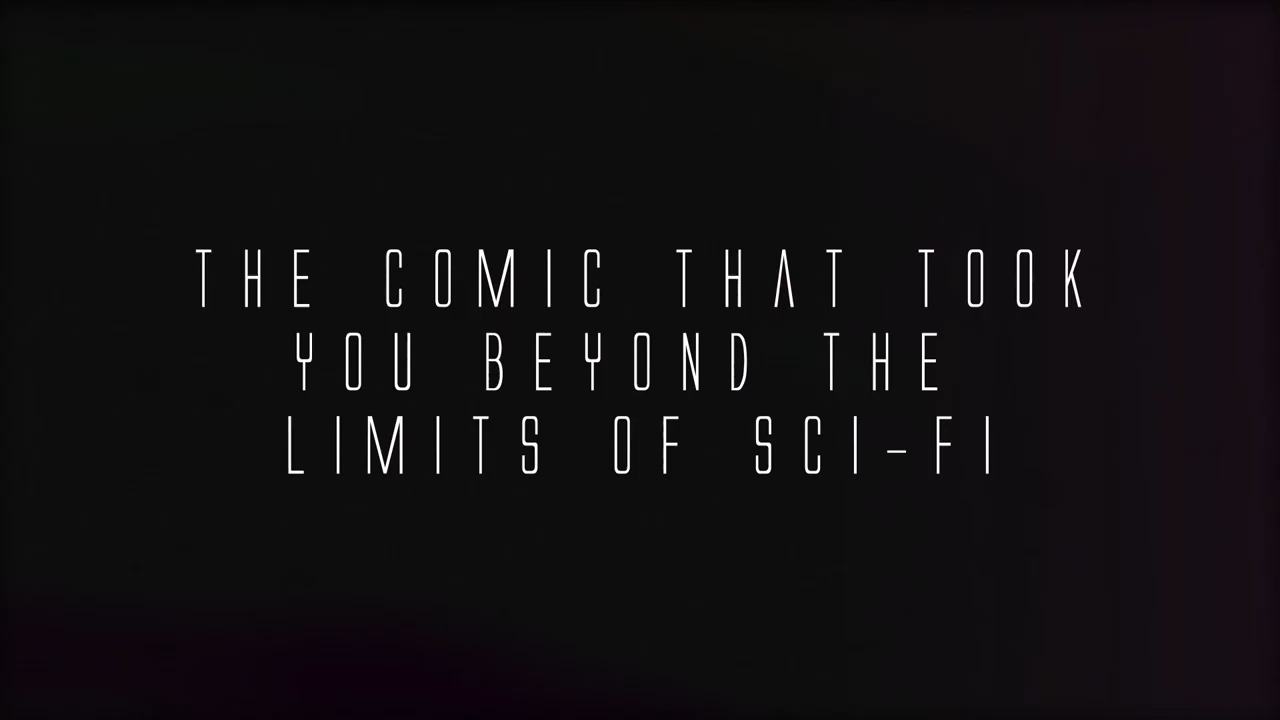 THE COMIC THAT TOOK
YOU BEYOND THE
LIMITS OF SCI-FI